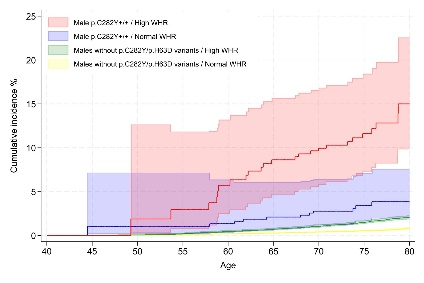 25
20
15
10
5
0
Cumulative incidence %
Male p.C282Y+/+ / High WHR
Male p.C282Y+/+ / Normal WHR
Males without p.C282Y/p.H63D variants / High WHR
Males without p.C282Y/p.H63D variants / Normal WHR
40 45 50 55 60 65 70 75 80
Age